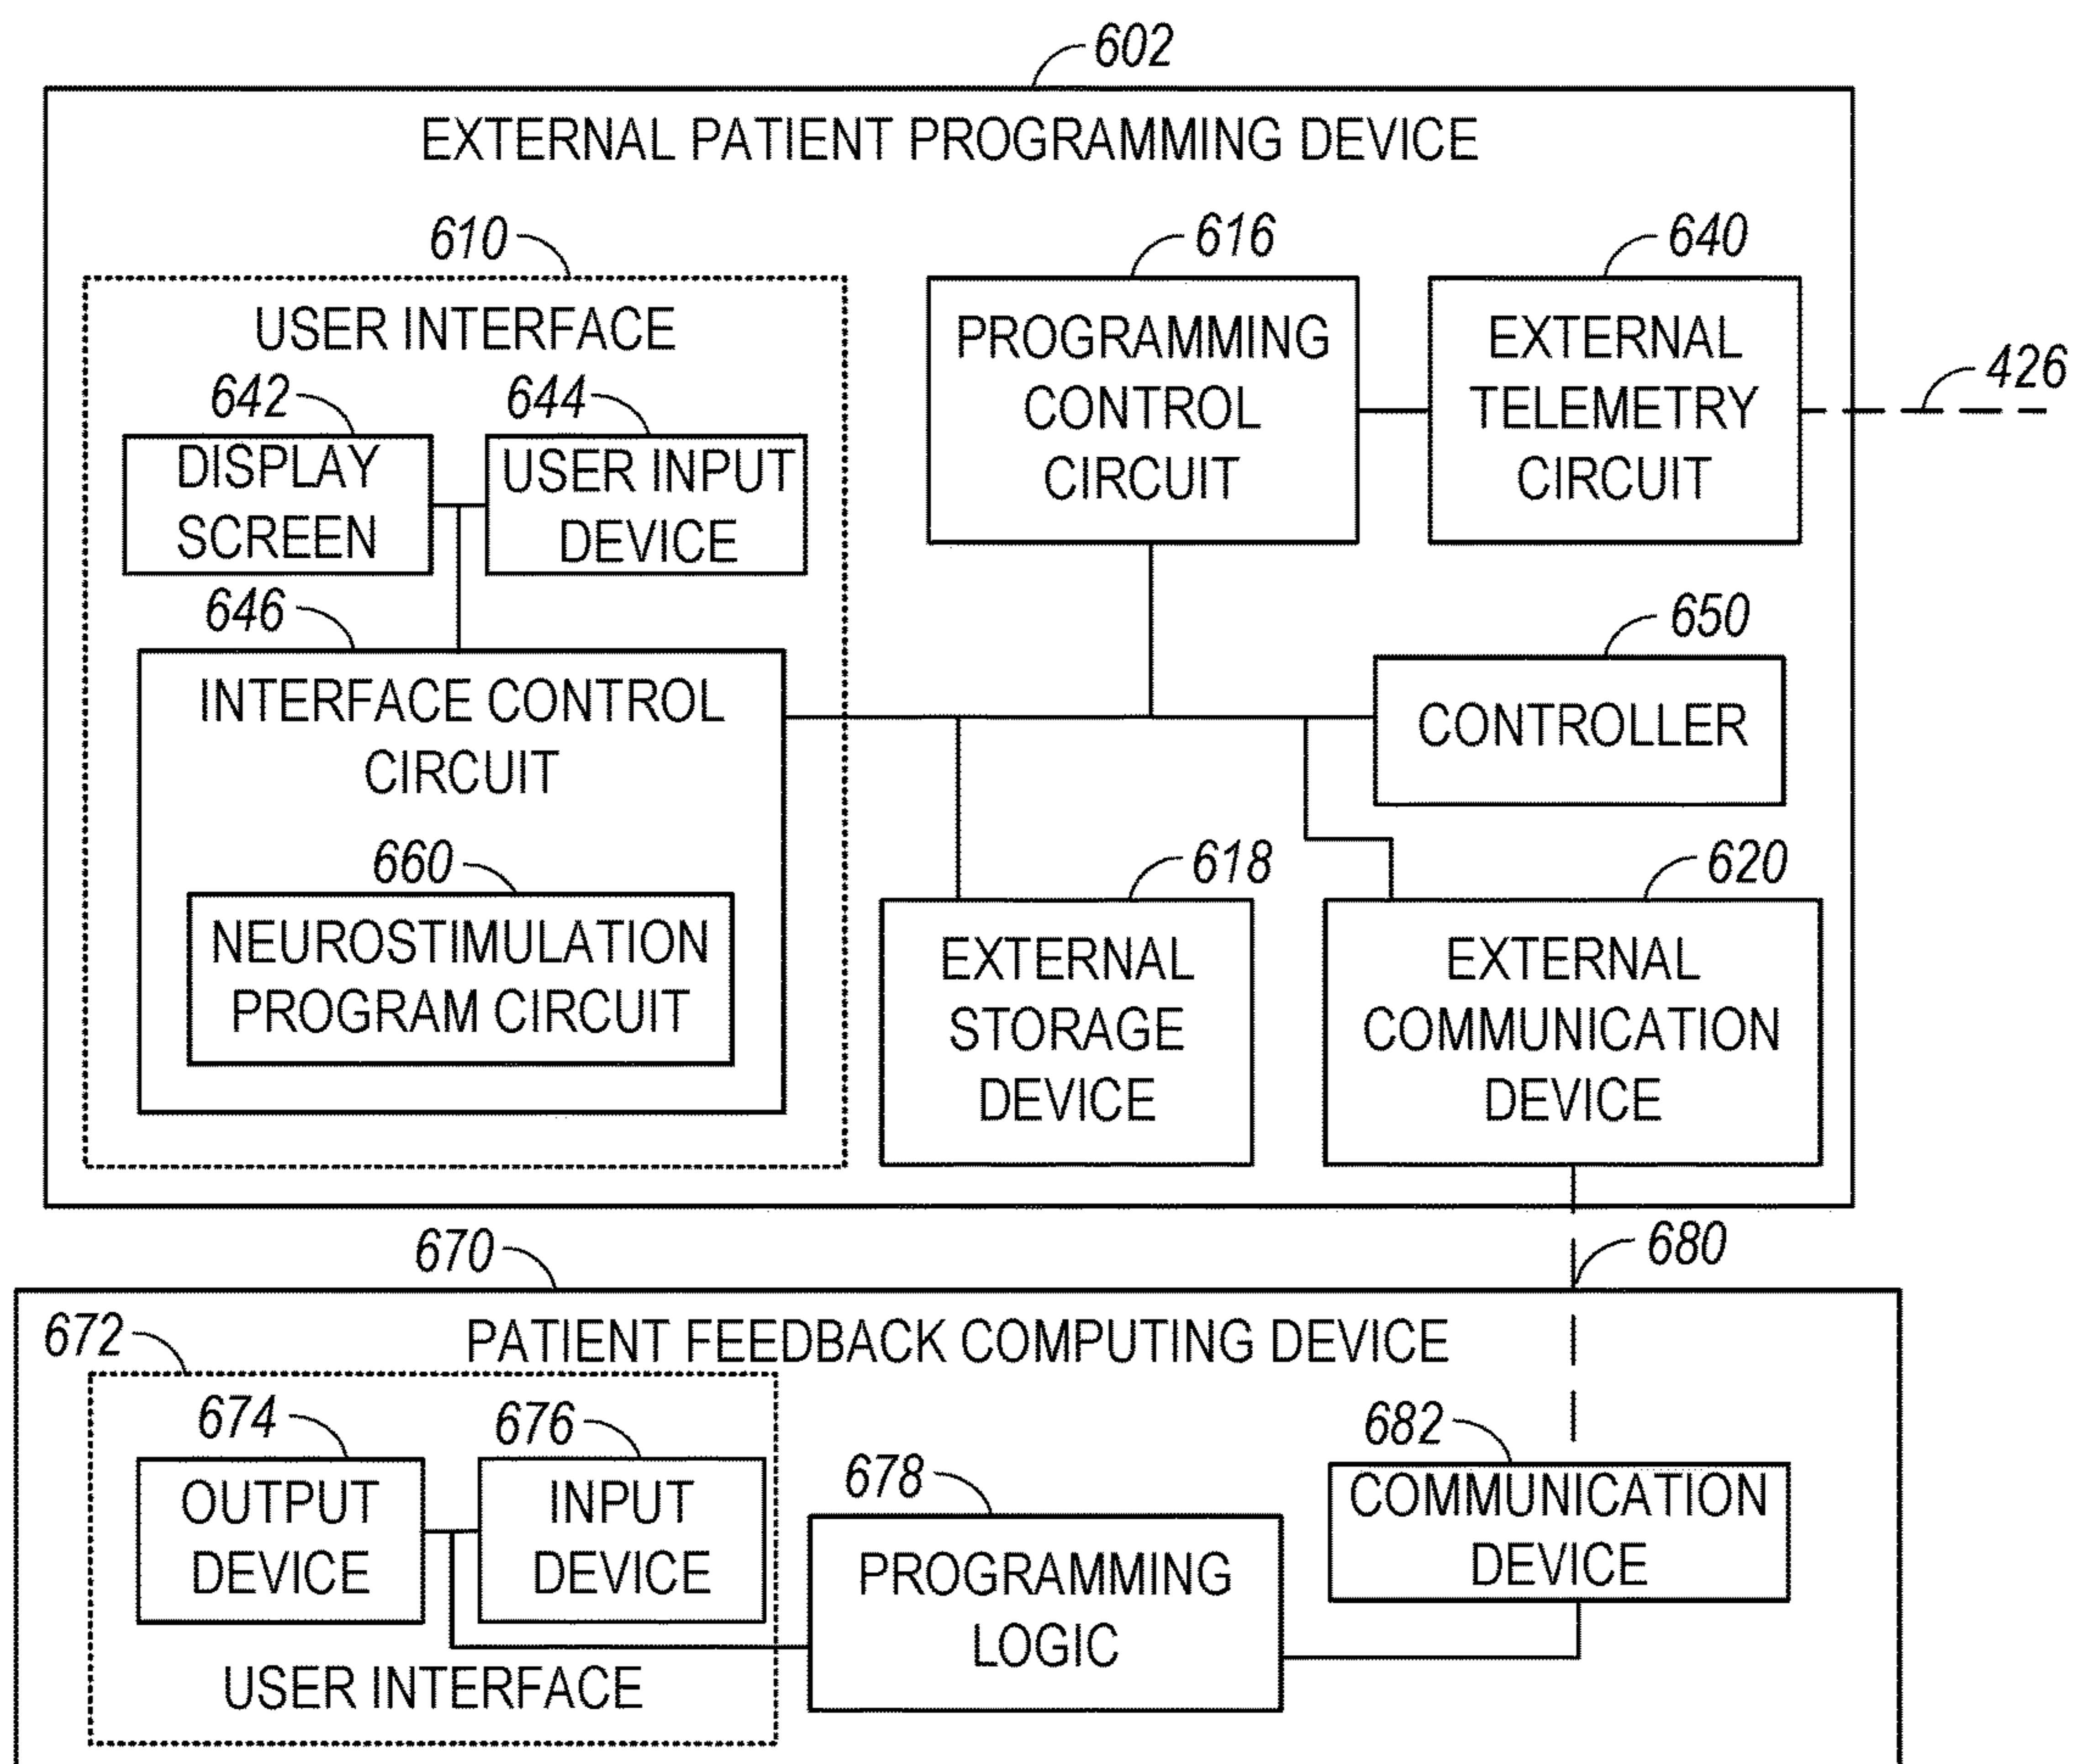 602
EXTERNAL PATIENT PROGRAMMING DEVICE
610
USER INTERFACE
642
DISPLAY
SCREEN
644
USER INPUT
DEVICE
646
INTERFACE CONTROL
CIRCUIT
660
NEUROSTIMULATION
PROGRAM CIRCUIT
616
PROGRAMMING
CONTROL
CIRCUIT
640
EXTERNAL
TELEMETRY
CIRCUIT
426
650
CONTROLLER
618
EXTERNAL
STORAGE
DEVICE
620
EXTERNAL
COMMUNICATION
DEVICE
680
670
PATIENT FEEDBACK COMPUTING DEVICE
672
674
OUTPUT
DEVICE
676
INPUT
DEVICE
USER INTERFACE
678
PROGRAMMING
LOGIC
682
COMMUNICATION
DEVICE